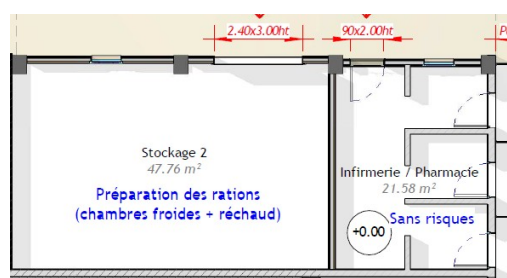 2.40x3.00ht
90x2.00ht
Stockage 2
47.76 m²
Préparation des rations
(chambres froides + réchaud)
Infirmerie / Pharmacie
21.58 m²
Sans risques
+0.00